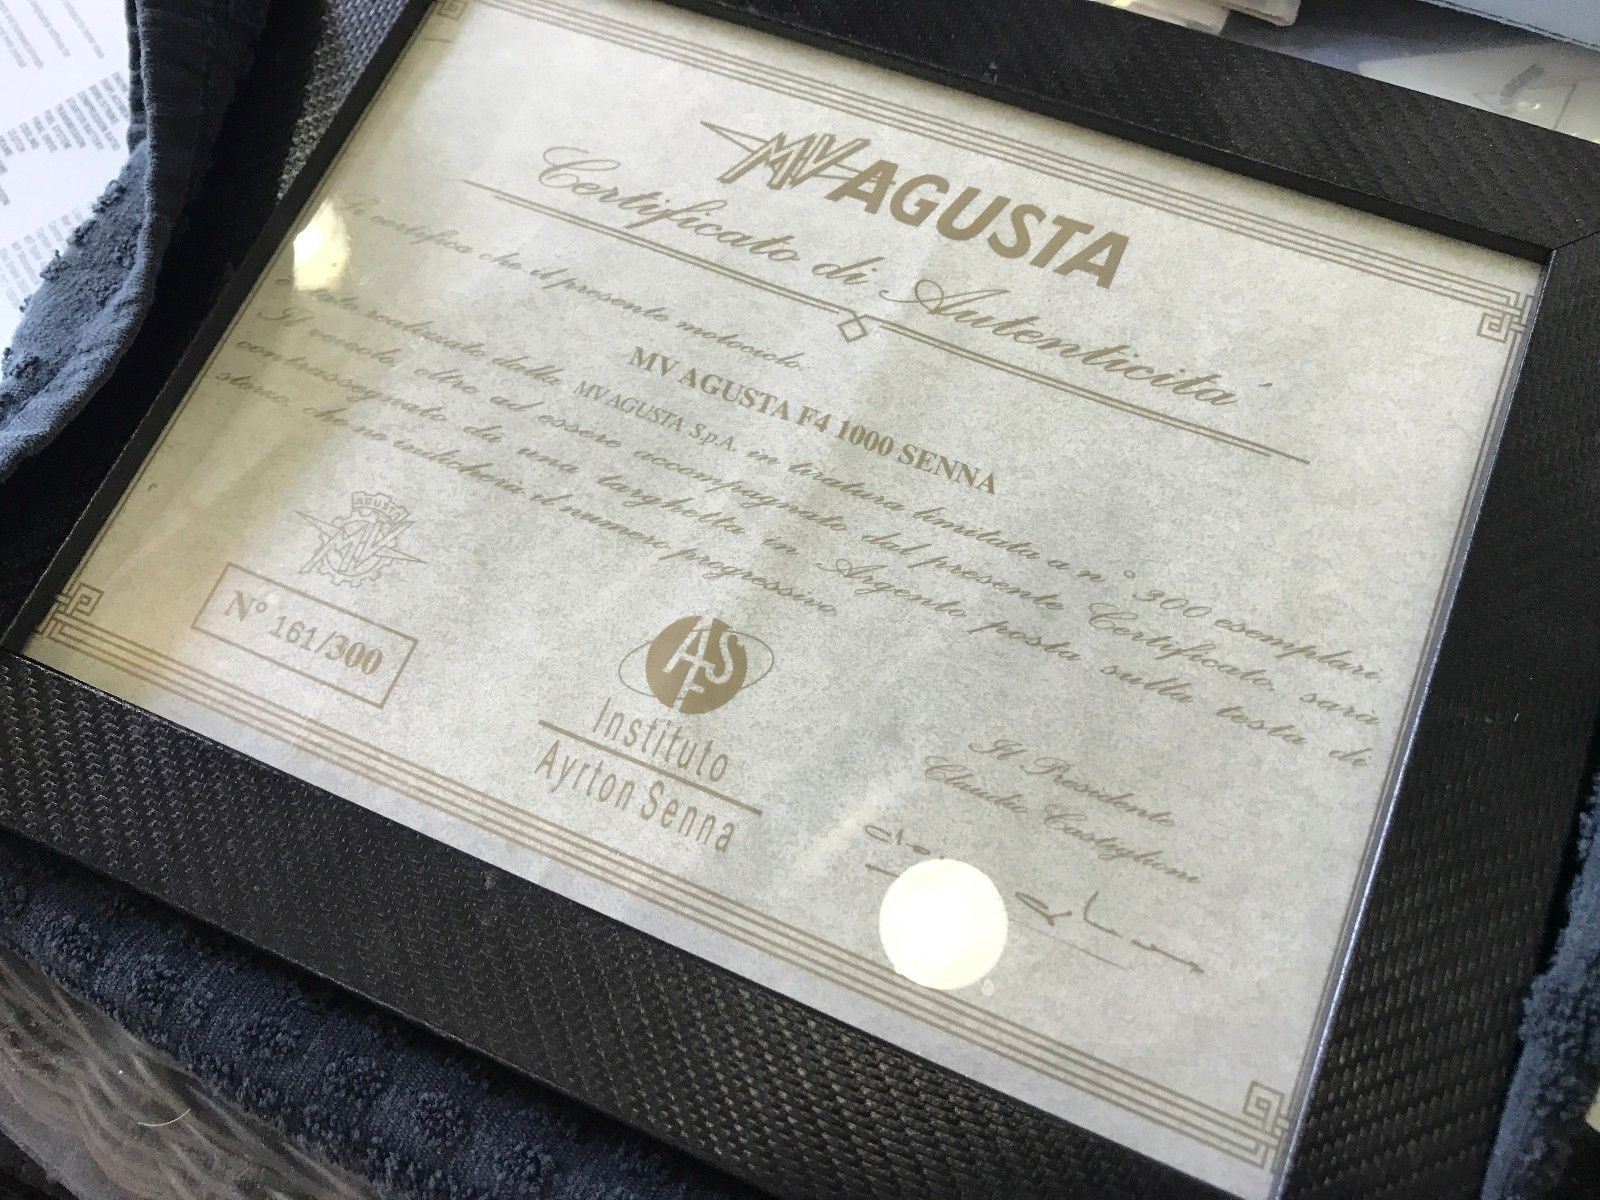 MV AGUSTA
Certificato di Autenticità
Si certifica che il presente motociclo.
MV AGUSTA F4 1000 SENNA
è stato realizzato dalla MV AGUSTA S.p.A. in tiratura limitata a n° 300 esemplari.
Il veicolo, oltre ad essere accompagnato dal presente Certificato, sarà
contrassegnato da una targhetta in Argento posta sulla testa di
sterzo, che ne indicherà il numero progressivo.
AGUSTA
MV
N° 161/300
ASF
Instituto
Ayrton Senna
Il Presidente
Claudio Castiglioni